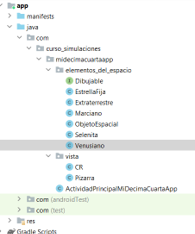 app
manifests
java
com
curso_simulaciones
midecimacuartaapp
elementos_del_espacio
Dibujable
EstrellaFija
Extraterrestre
Marciano
ObjetoEspacial
Selenita
Venusiano
vista
CR
Pizarra
ActividadPrincipalMiDecimaCuartaApp
com (androidTest)
com (test)
res
Gradle Scripts